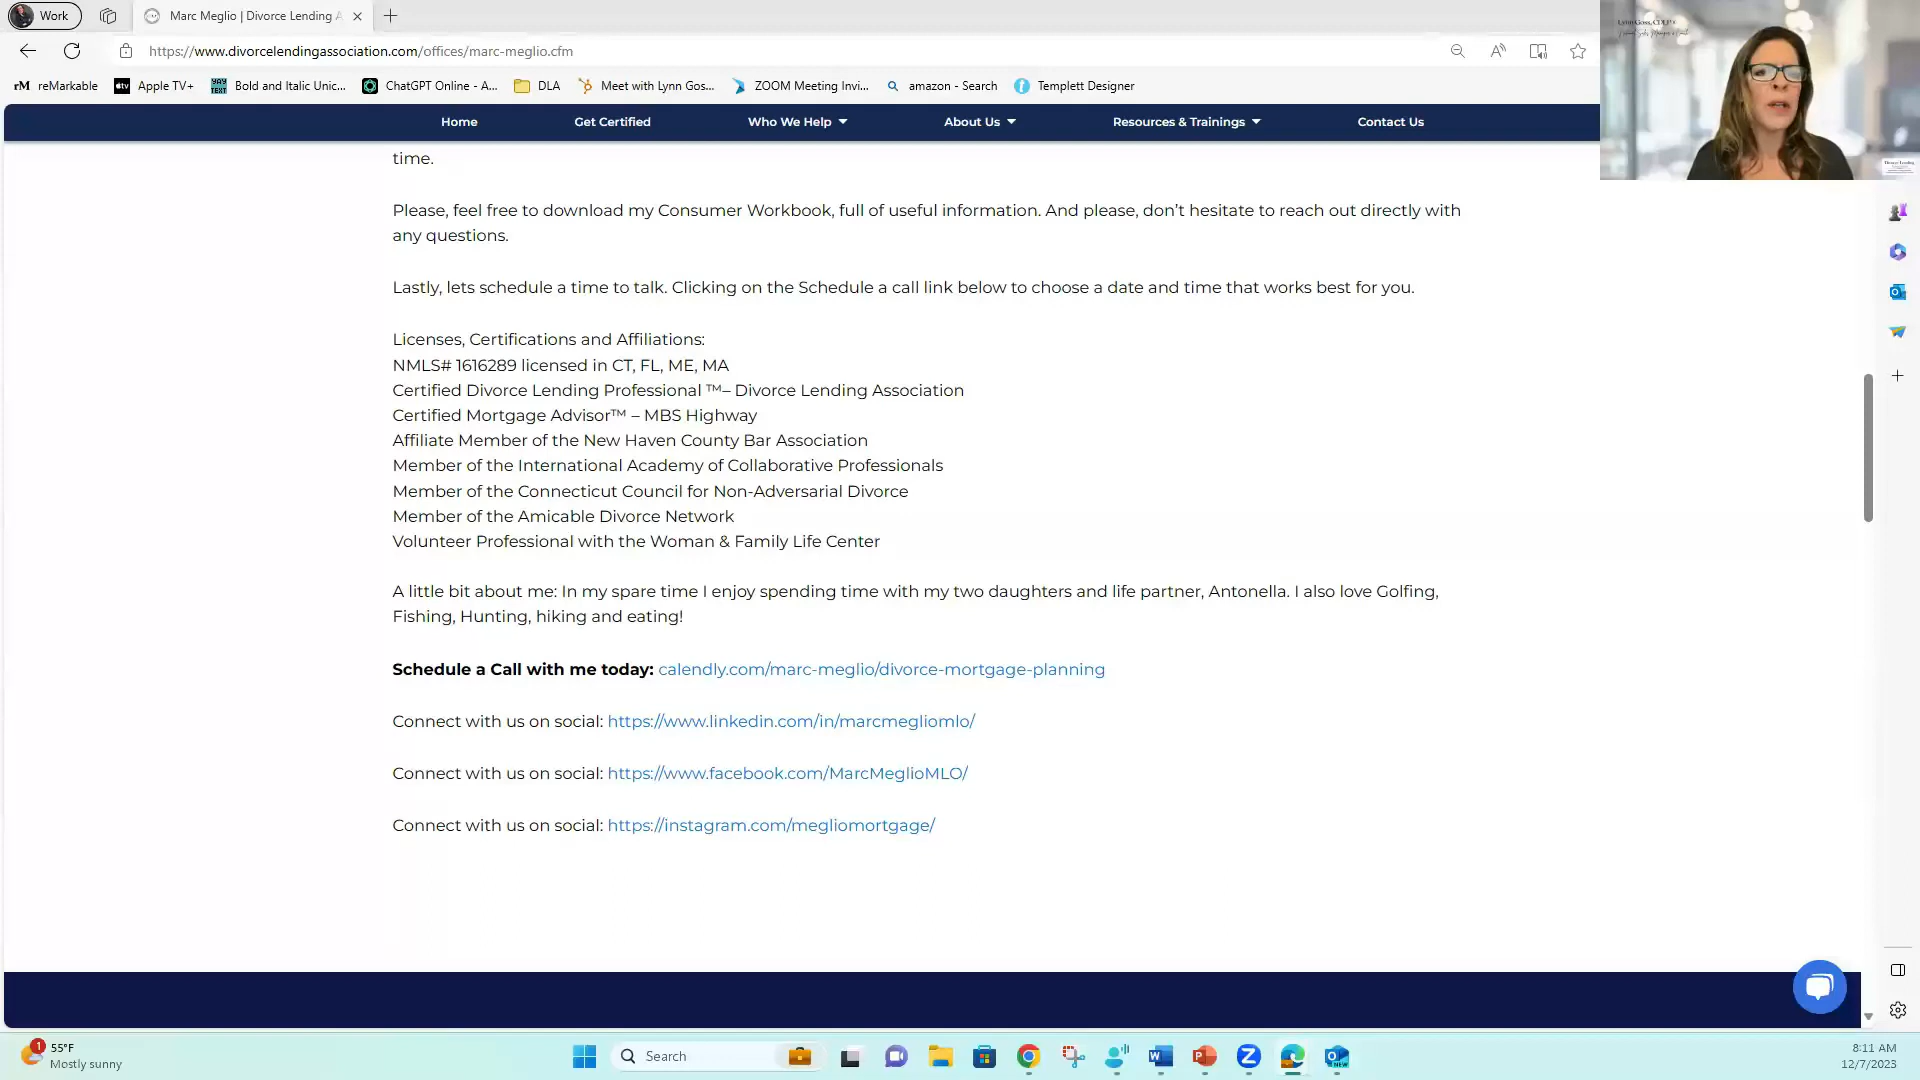 Work
Marc Meglio | Divorce Lending A
https://www.divorcelendingassociation.com/offices/marc-meglio.cfm
rM reMarkable
Apple TV+
YAY TEXT
Bold and Italic Unic...
ChatGPT Online - A...
DLA
Meet with Lynn Gos...
ZOOM Meeting Invi...
amazon - Search
Templett Designer
Lynn Goss, CDLP®
Home
Get Certified
Who We Help
About Us
Resources & Trainings
Contact Us
time.
Please, feel free to download my Consumer Workbook, full of useful information. And please, don’t hesitate to reach out directly with
any questions.
Lastly, lets schedule a time to talk. Clicking on the Schedule a call link below to choose a date and time that works best for you.
Licenses, Certifications and Affiliations:
NMLS# 1616289 licensed in CT, FL, ME, MA
Certified Divorce Lending Professional ™– Divorce Lending Association
Certified Mortgage Advisor™ – MBS Highway
Affiliate Member of the New Haven County Bar Association
Member of the International Academy of Collaborative Professionals
Member of the Connecticut Council for Non-Adversarial Divorce
Member of the Amicable Divorce Network
Volunteer Professional with the Woman & Family Life Center
A little bit about me: In my spare time I enjoy spending time with my two daughters and life partner, Antonella. I also love Golfing,
Fishing, Hunting, hiking and eating!
Schedule a Call with me today: calendly.com/marc-meglio/divorce-mortgage-planning
Connect with us on social: https://www.linkedin.com/in/marcmegliomlo/
Connect with us on social: https://www.facebook.com/MarcMeglioMLO/
Connect with us on social: https://instagram.com/megliomortgage/
1
55°F
Mostly sunny
Search
8:11 AM
12/7/2023